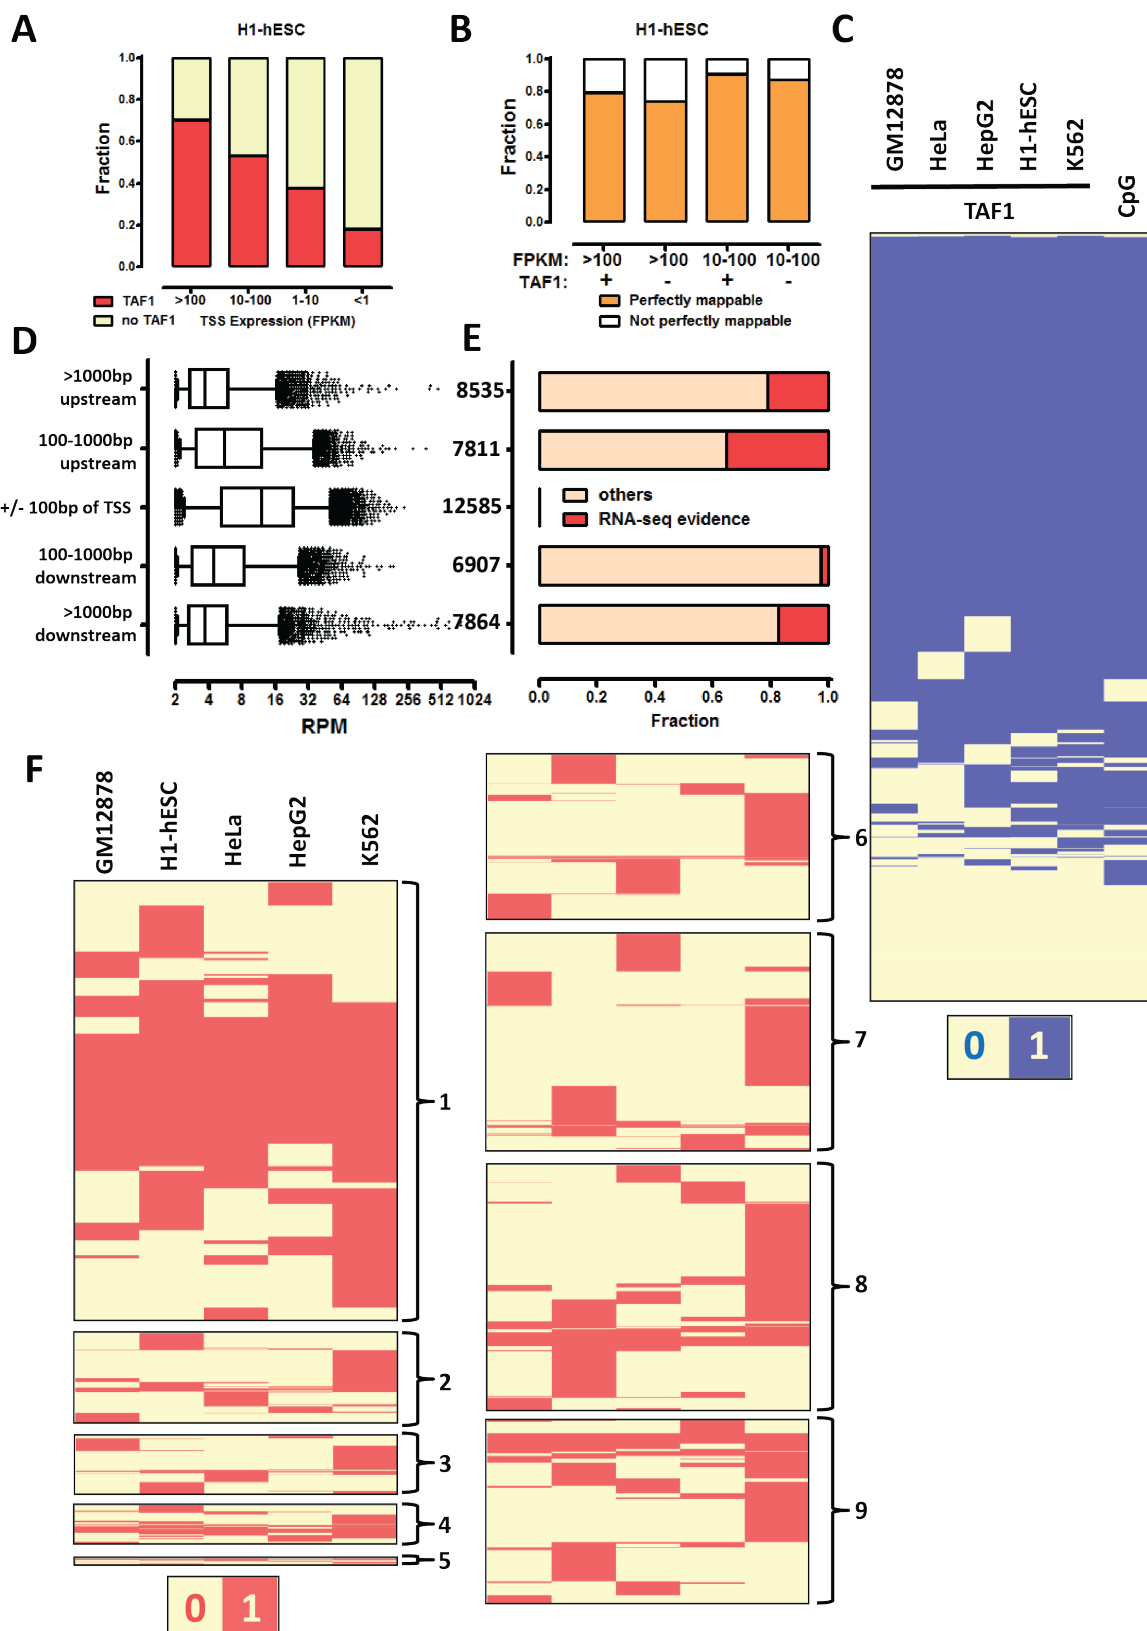 A
H1-hESC
1.0
0.8
0.6
0.4
0.2
0.0
Fraction
>100 10-100 1-10 <1
TSS Expression (FPKM)
TAF1
no TAF1
B
H1-hESC
1.0
0.8
0.6
0.4
0.2
0.0
Fraction
FPKM: >100 >100 10-100 10-100
TAF1: + - + -
Perfectly mappable
Not perfectly mappable
C
GM12878
HeLa
HepG2
H1-hESC
K562
CpG
TAF1
0 1
D
>1000bp
upstream
100-1000bp
upstream
+/- 100bp of TSS
100-1000bp
downstream
>1000bp
downstream
2 4 8 16 32 64 128 256 512 1024
RPM
E
8535
7811
12585
6907
7864
others
RNA-seq evidence
0.0 0.2 0.4 0.6 0.8 1.0
Fraction
F
GM12878
H1-hESC
HeLa
HepG2
K562
1
2
3
4
5
6
7
8
9
0 1